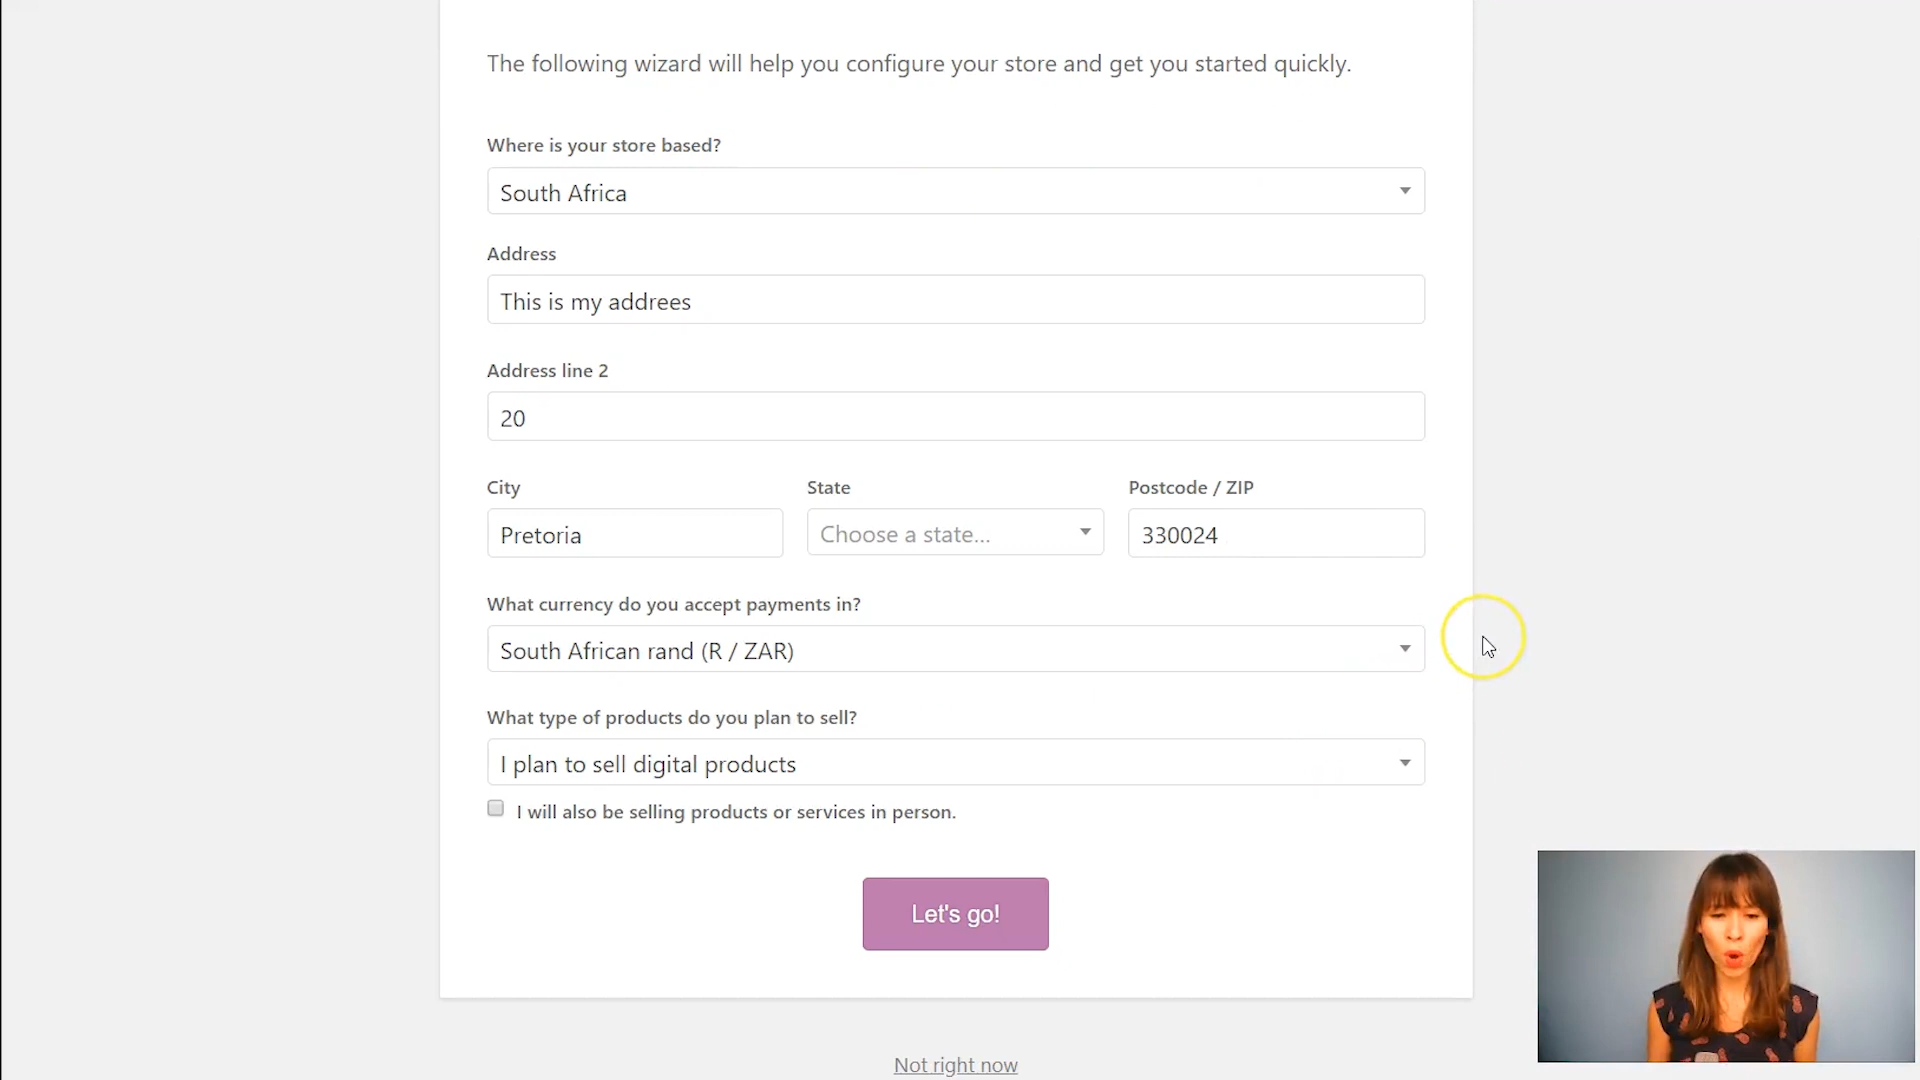 The following wizard will help you configure your store and get you started quickly.
Where is your store based?
South Africa
Address
This is my addrees
Address line 2
20
City
State
Postcode / ZIP
Pretoria
Choose a state...
330024
What currency do you accept payments in?
South African rand (R / ZAR)
What type of products do you plan to sell?
I plan to sell digital products
I will also be selling products or services in person.
Let's go!
Not right now